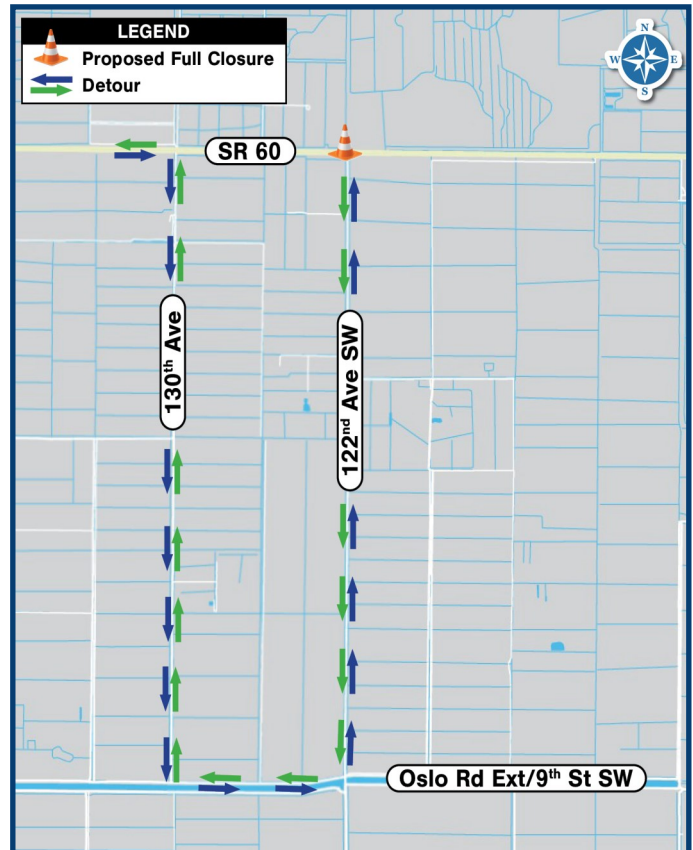 LEGEND
Proposed Full Closure
Detour
N
W E
S
SR 60
130th Ave
122nd Ave SW
Oslo Rd Ext/9th St SW